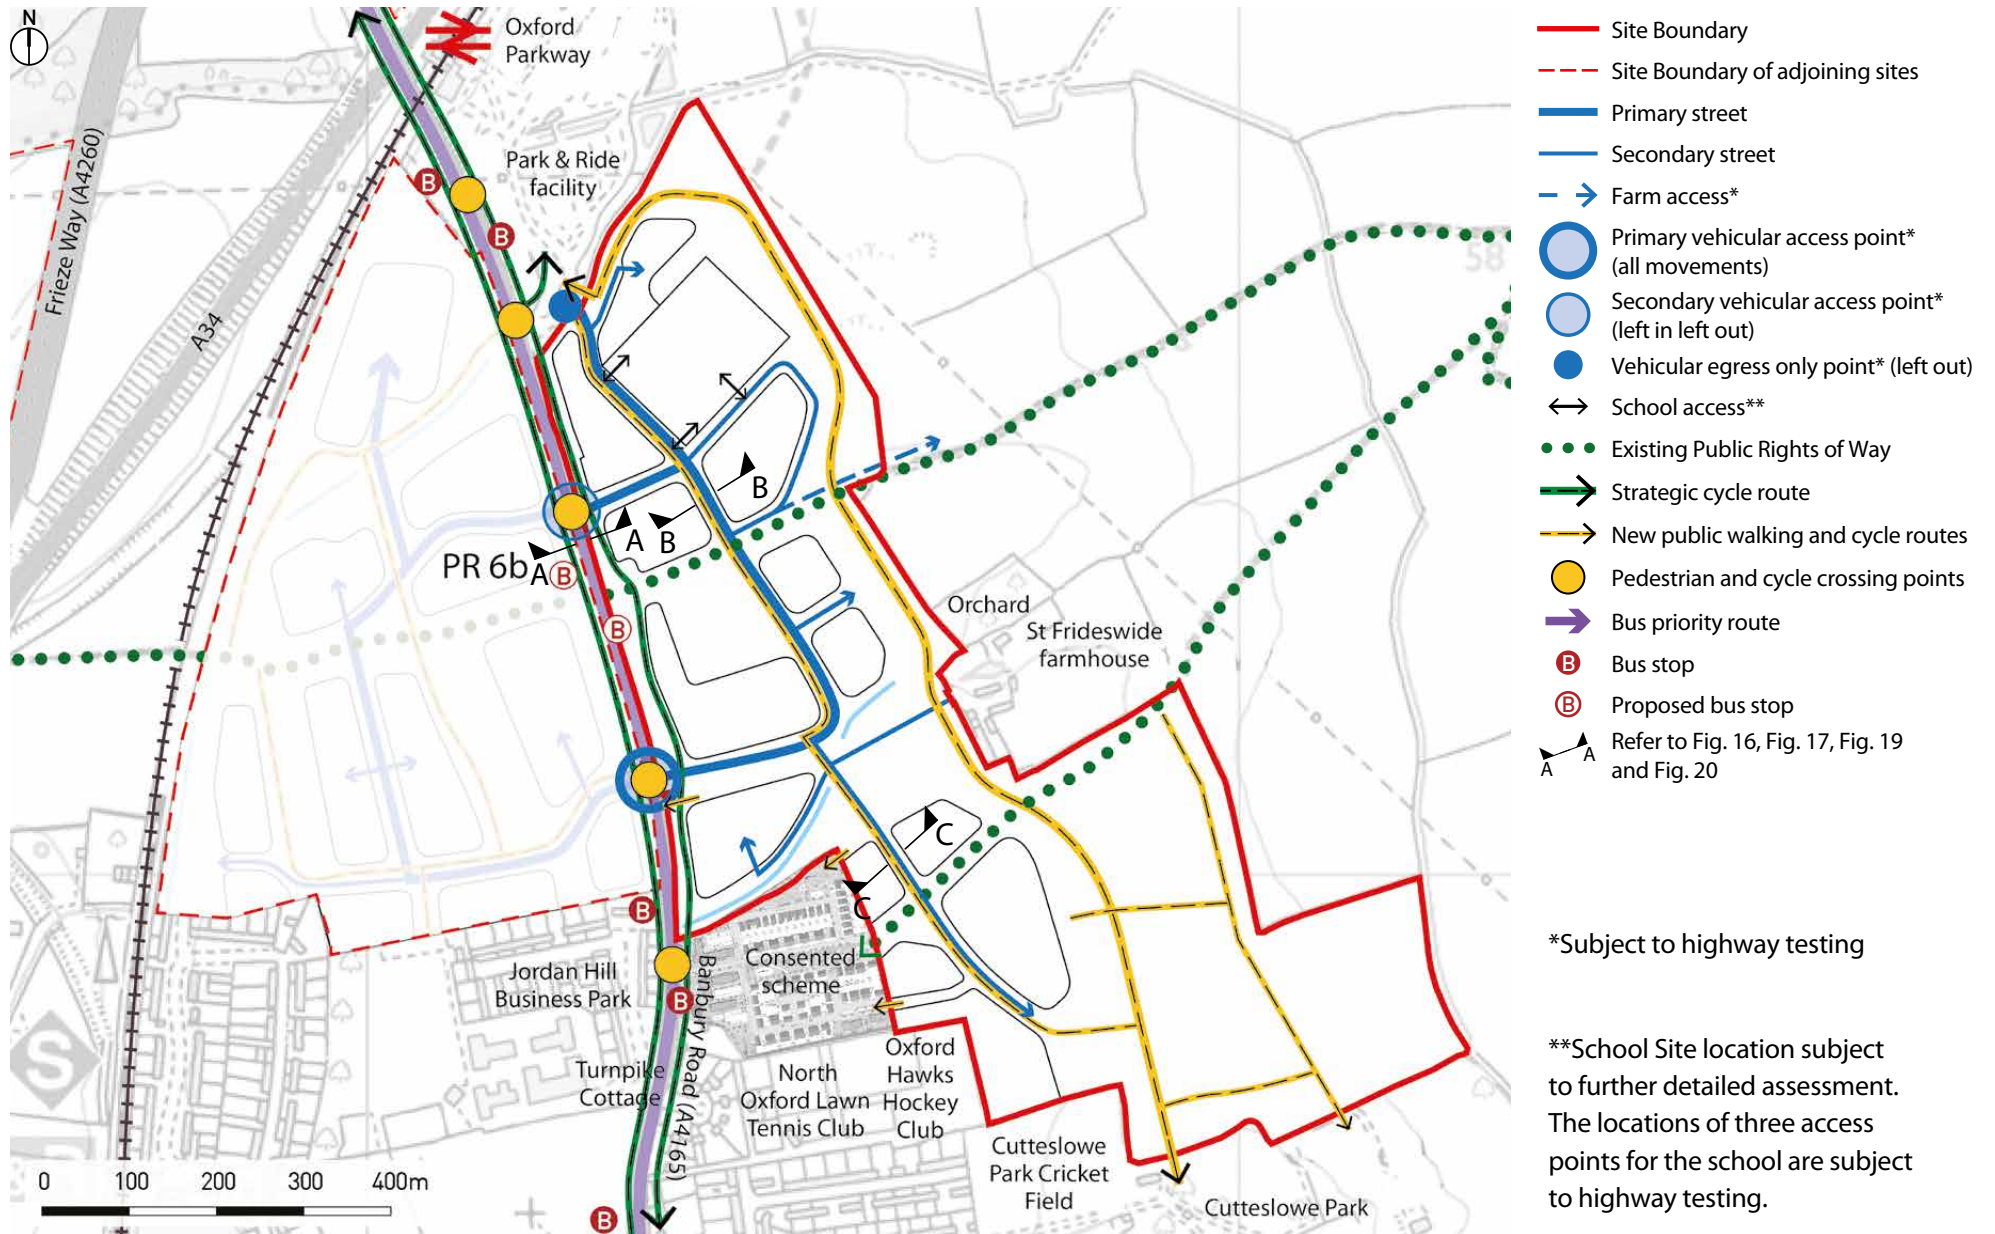 N
Oxford
Parkway
Park & Ride
facility
Frieze Way (A4260)
A34
B
B
58
B
A
B
PR 6b
A
B
B
Orchard
St Frideswide
farmhouse
C
C
B
Consented
scheme
Jordan Hill
Business Park
B
Banbury Road (A4165)
Turnpike
Cottage
North
Oxford Lawn
Tennis Club
Oxford
Hawks
Hockey
Club
Cutteslowe
Park Cricket
Field
Cutteslowe Park
S
B
0 100 200 300 400m
Site Boundary
Site Boundary of adjoining sites
Primary street
Secondary street
Farm access*
Primary vehicular access point*
(all movements)
Secondary vehicular access point*
(left in left out)
Vehicular egress only point* (left out)
School access**
Existing Public Rights of Way
Strategic cycle route
New public walking and cycle routes
Pedestrian and cycle crossing points
Bus priority route
B Bus stop
B Proposed bus stop
A A Refer to Fig. 16, Fig. 17, Fig. 19
and Fig. 20
*Subject to highway testing
**School Site location subject
to further detailed assessment.
The locations of three access
points for the school are subject
to highway testing.